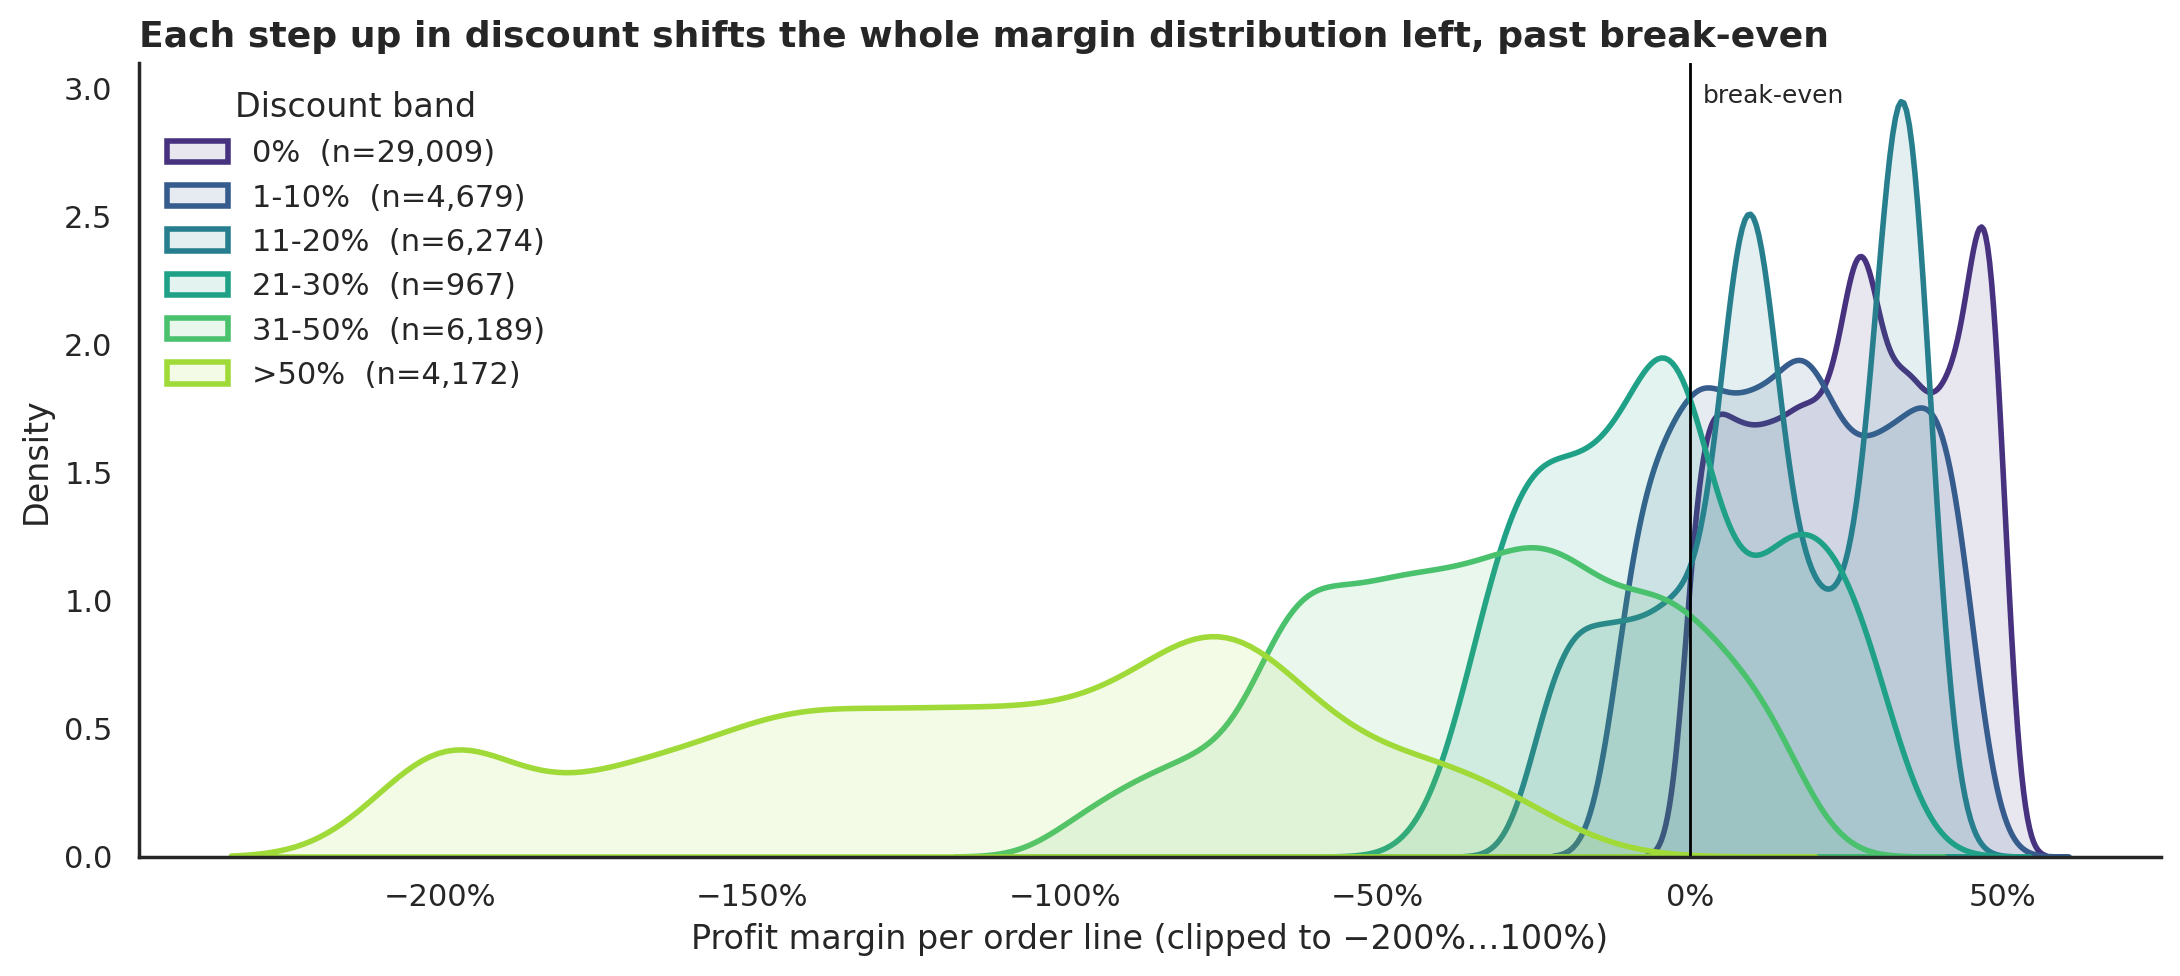 Each step up in discount shifts the whole margin distribution left, past break-even
3.0
2.5
2.0
1.5
1.0
0.5
0.0
Density
Discount band
0% (n=29,009)
1-10% (n=4,679)
11-20% (n=6,274)
21-30% (n=967)
31-50% (n=6,189)
>50% (n=4,172)
break-even
−200% −150% −100% −50% 0% 50%
Profit margin per order line (clipped to −200%…100%)